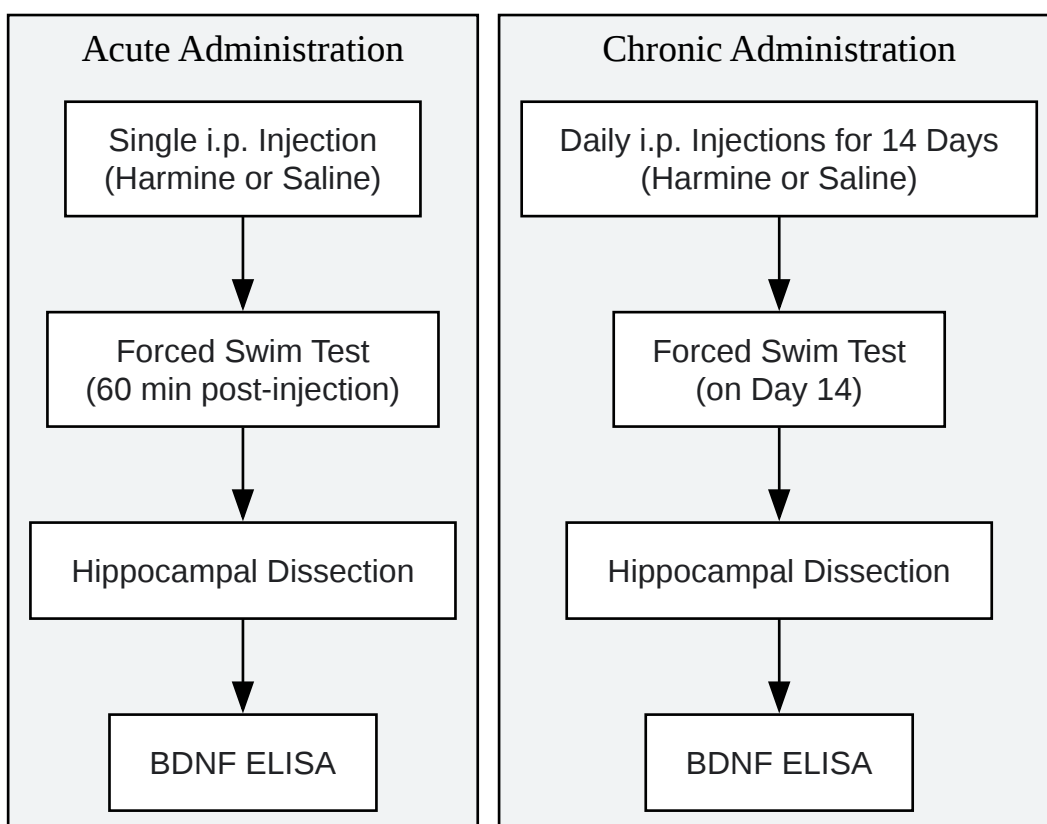 Acute Administration
Single i.p. Injection
(Harmine or Saline)
Forced Swim Test
(60 min post-injection)
Hippocampal Dissection
BDNF ELISA
Chronic Administration
Daily i.p. Injections for 14 Days
(Harmine or Saline)
Forced Swim Test
(on Day 14)
Hippocampal Dissection
BDNF ELISA